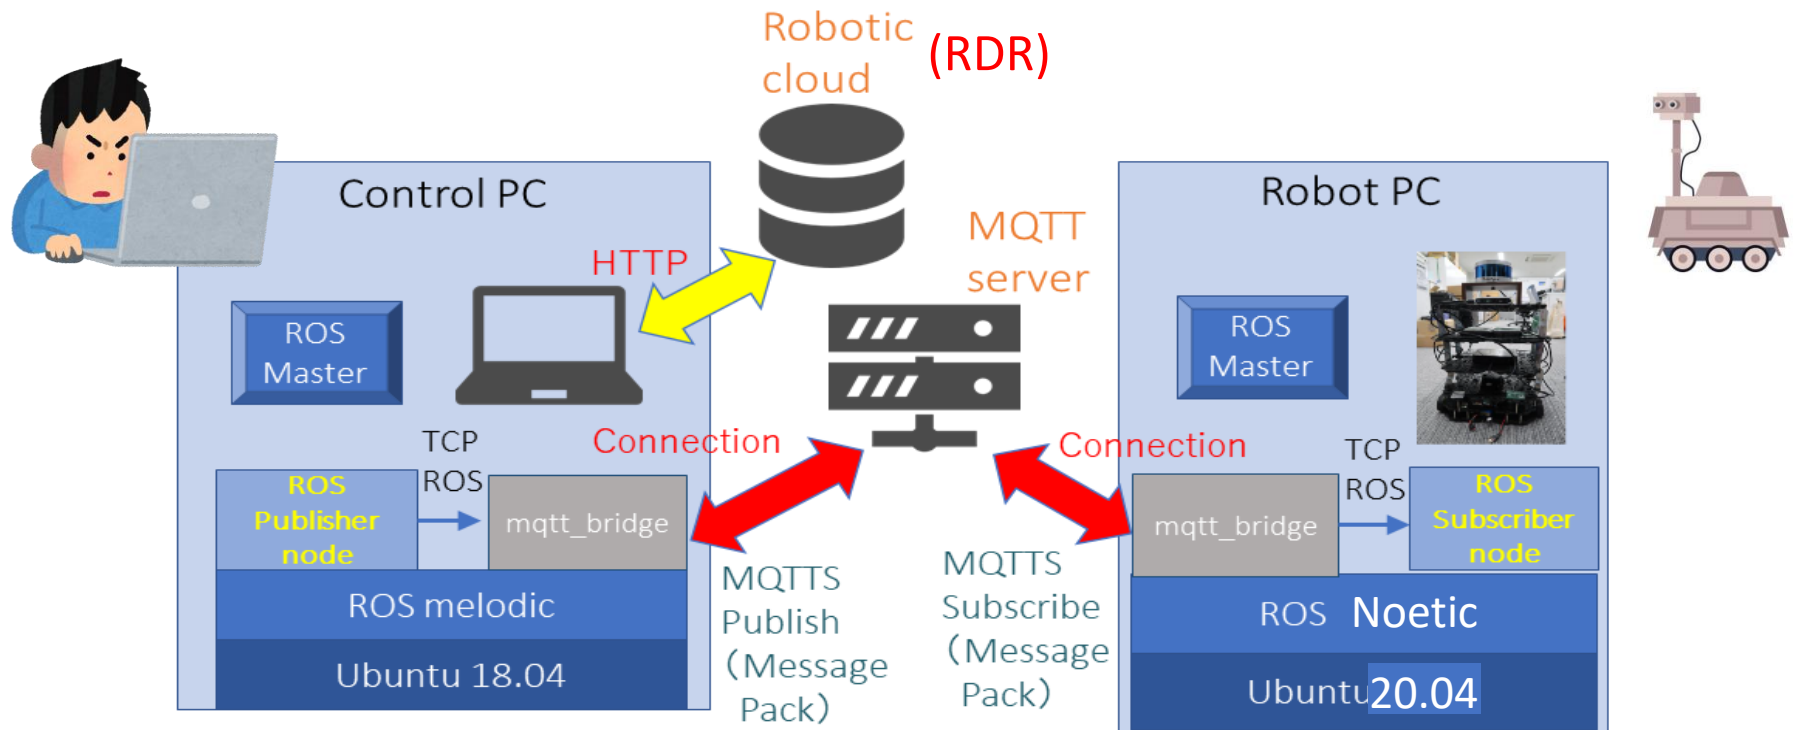 Robotic
cloud
(RDR)
Control PC
HTTP
ROS
Master
TCP
ROS
Connection
ROS
Publisher
node
mqtt_bridge
ROS melodic
Ubuntu 18.04
MQTT
server
MQTTS
Publish
(Message
Pack)
MQTTS
Subscribe
(Message
Pack)
Robot PC
ROS
Master
Connection
TCP
ROS
mqtt_bridge
ROS
Subscriber
node
ROS Noetic
Ubuntu 20.04